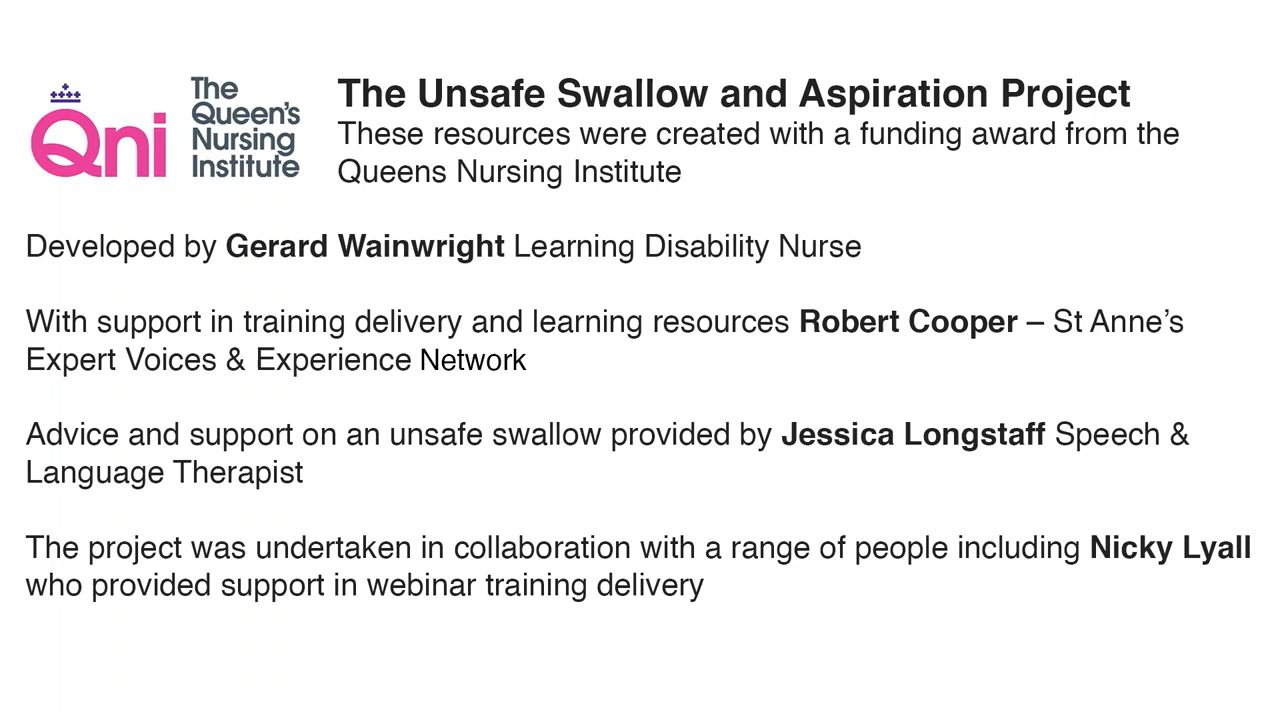 Qni
The
Queen's
Nursing
Institute
The Unsafe Swallow and Aspiration Project
These resources were created with a funding award from the
Queens Nursing Institute
Developed by Gerard Wainwright Learning Disability Nurse
With support in training delivery and learning resources Robert Cooper – St Anne’s
Expert Voices & Experience Network
Advice and support on an unsafe swallow provided by Jessica Longstaff Speech &
Language Therapist
The project was undertaken in collaboration with a range of people including Nicky Lyall
who provided support in webinar training delivery